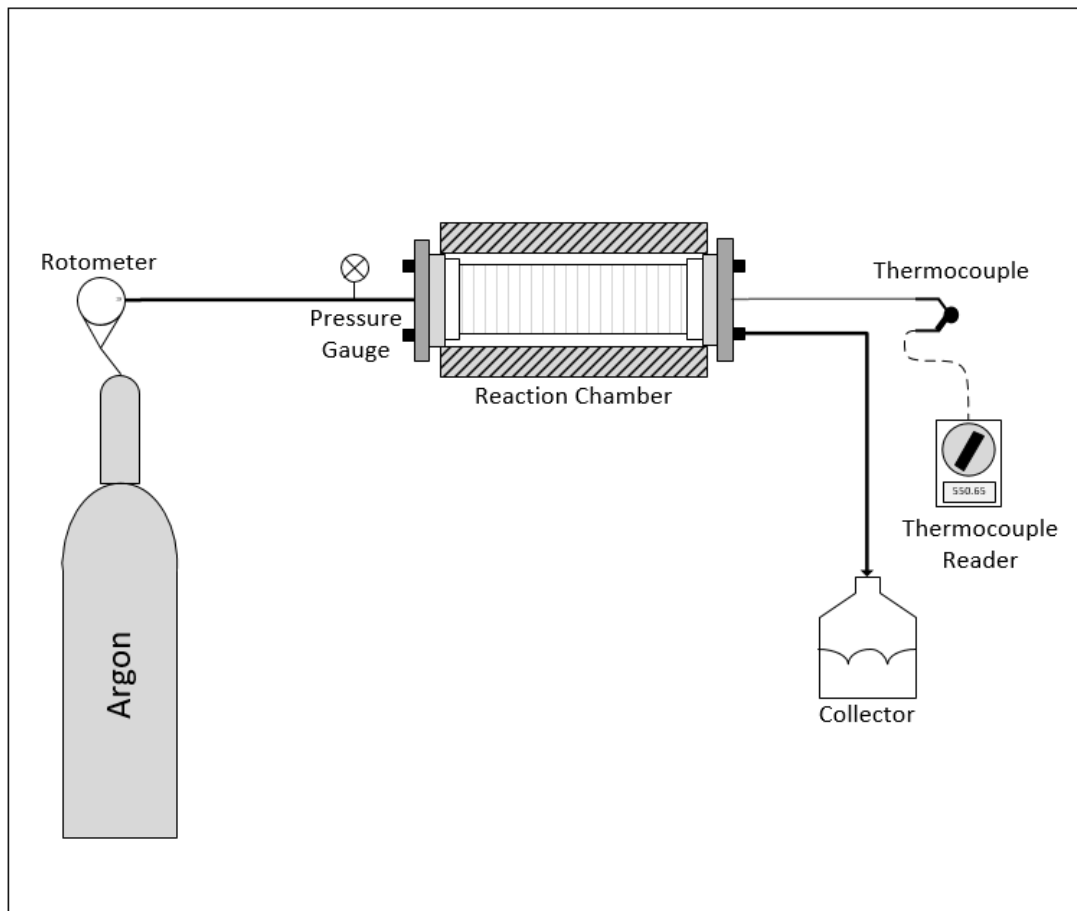 Rotometer
Pressure
Gauge
Reaction Chamber
Thermocouple
550.65
Thermocouple
Reader
Argon
Collector